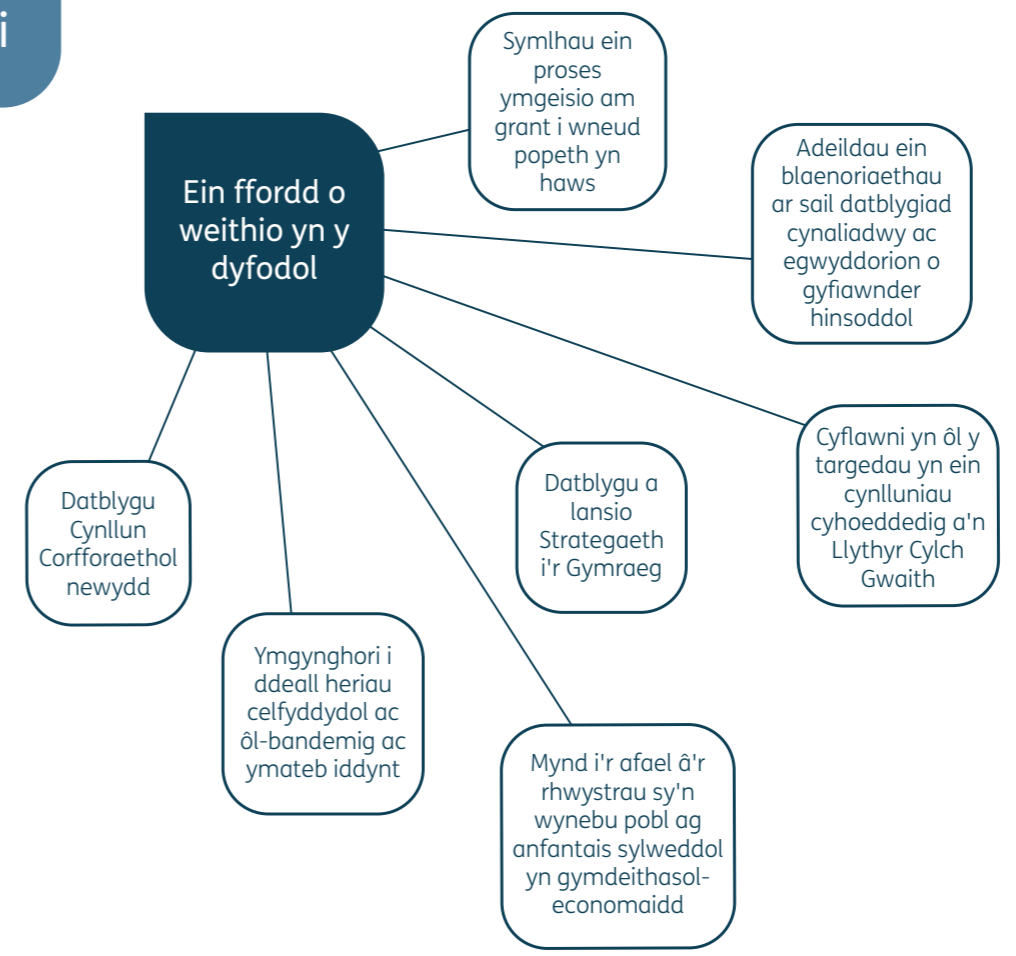 i
Ein ffordd o
weithio yn y
dyfodol
Symlhau ein
proses
ymgeisio am
grant i wneud
popeth yn
haws
Adeildau ein
blaenoriaethau
ar sail datblygiad
cynaliadwy ac
egwyddorion o
gyfiawnder
hinsoddol
Cyflawni yn ôl y
targedau yn ein
cynlluniau
cyhoeddedig a'n
Llythyr Cylch
Gwaith
Datblygu a
lansio
Strategaeth
i'r Gymraeg
Mynd i'r afael â'r
rhwystrau sy'n
wynebu pobl ag
anfantais sylweddol
yn gymdeithasol-
economaidd
Ymgynghori i
ddeall heriau
celfyddydol ac
ôl-bandemig ac
ymateb iddynt
Datblygu
Cynllun
Corfforaethol
newydd